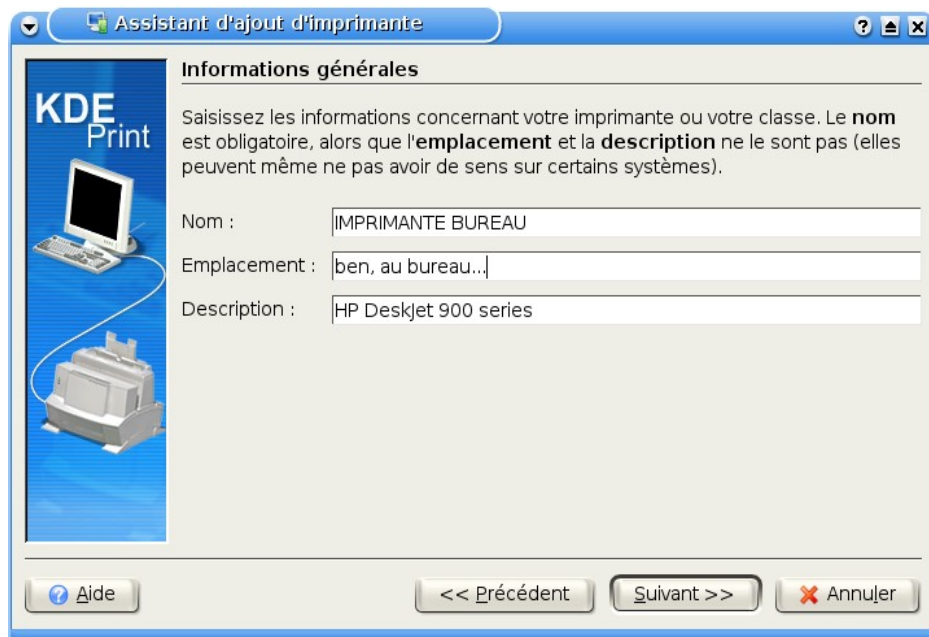 Assistant d'ajout d'imprimante
KDE
Print
Informations générales
Saisissez les informations concernant votre imprimante ou votre classe. Le nom
est obligatoire, alors que l'emplacement et la description ne le sont pas (elles
peuvent même ne pas avoir de sens sur certains systèmes).
Nom : IMPRIMANTE BUREAU
Emplacement : ben, au bureau...
Description : HP DeskJet 900 series
Aide << Précédent Suivant >> Annuler